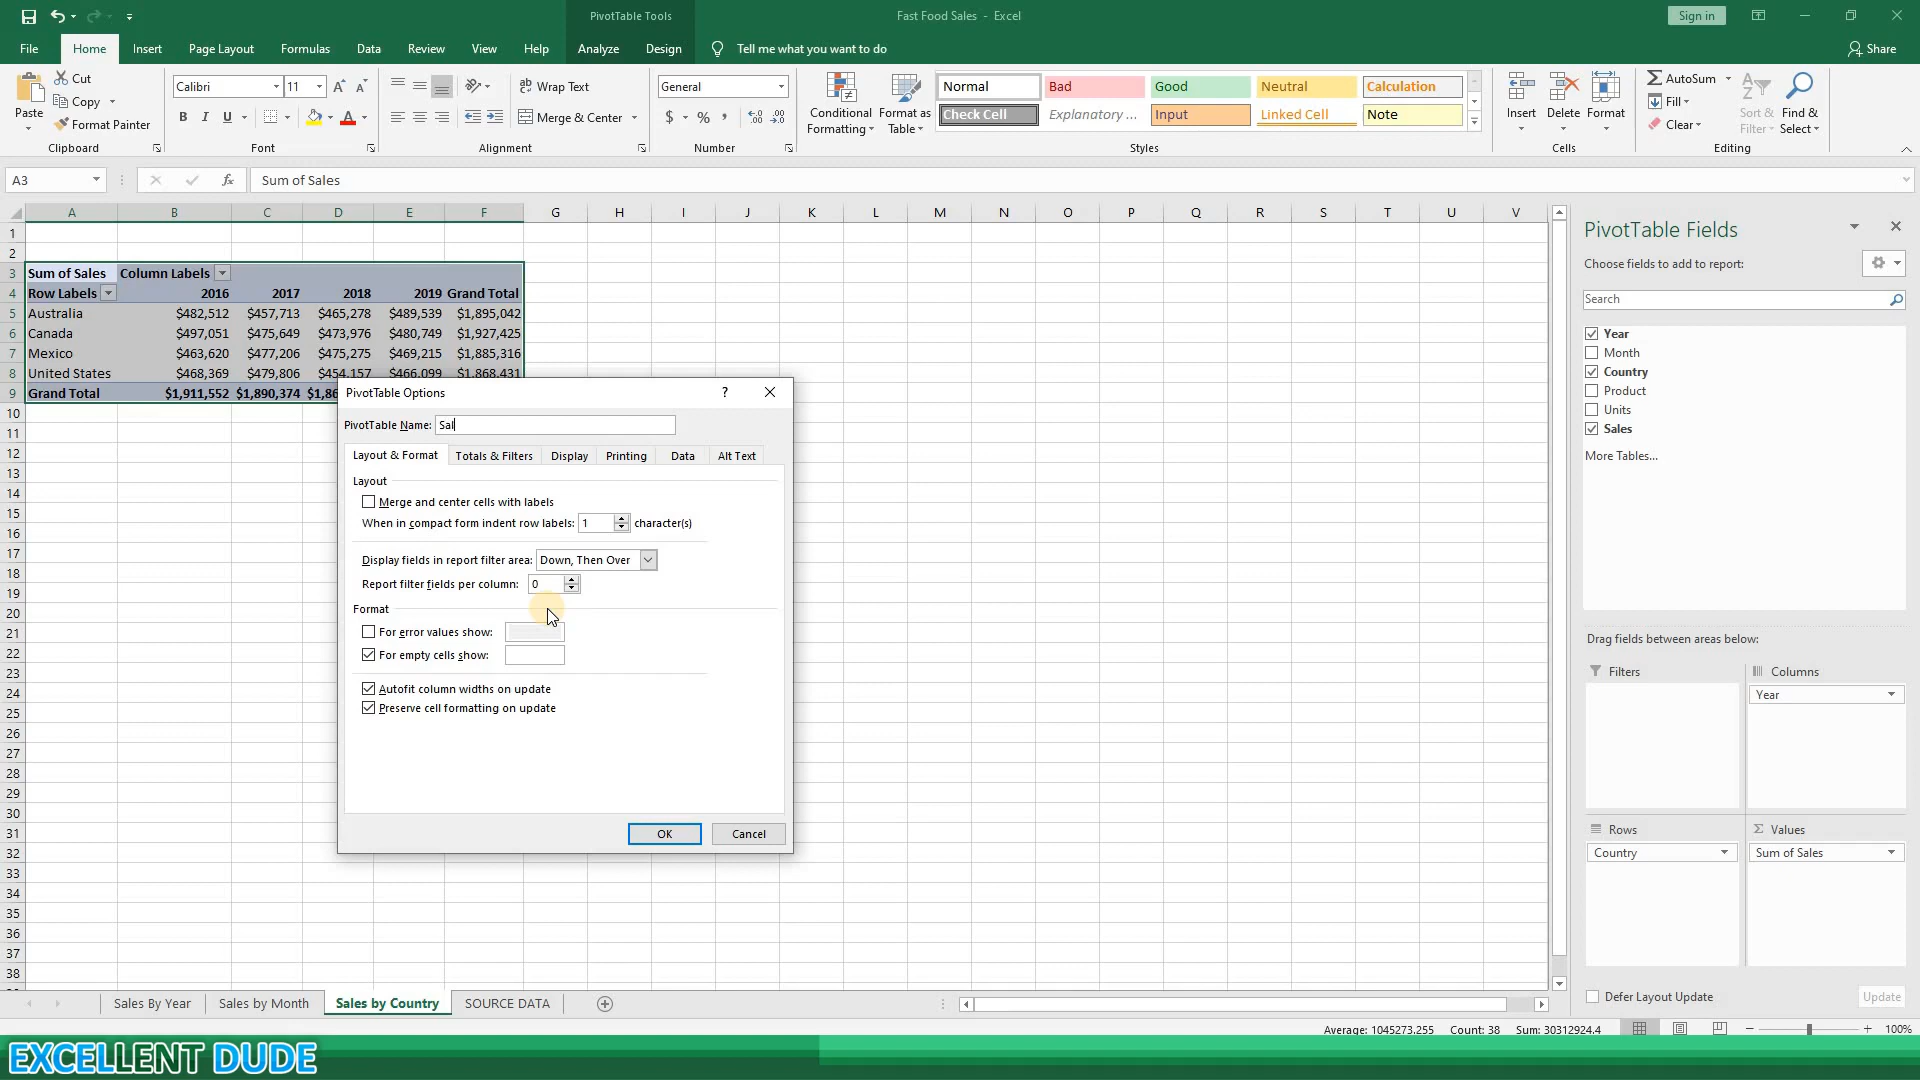 PivotTable Tools
Fast Food Sales - Excel
Sign in
File Home Insert Page Layout Formulas Data Review View Help Analyze Design Tell me what you want to do Share
Paste
Cut
Copy
Format Painter
Clipboard
Calibri 11
B I U
Font
Wrap Text
Merge & Center
Alignment
General
$ % ,
Number
Conditional Formatting
Format as Table
Normal Bad Good Neutral Calculation
Check Cell Explanatory ... Input Linked Cell Note
Styles
Insert Delete Format
Cells
AutoSum
Fill
Clear
Sort & Filter
Find & Select
Editing
A3 fx Sum of Sales
A B C D E F G H I J K L M N O P Q R S T U V
1
2
3 Sum of Sales Column Labels
4 Row Labels 2016 2017 2018 2019 Grand Total
5 Australia $482,512 $457,713 $465,278 $489,539 $1,895,042
6 Canada $497,051 $475,649 $473,976 $480,749 $1,927,425
7 Mexico $463,620 $477,206 $475,275 $469,215 $1,885,316
8 United States $468,369 $479,806 $454,157 $466,099 $1,868,431
9 Grand Total $1,911,552 $1,890,374
10
11
12
13
14
15
16
17
18
19
20
21
22
23
24
25
26
27
28
29
30
31
32
33
34
35
36
37
38
PivotTable Options ?
PivotTable Name: Sal
Layout & Format Totals & Filters Display Printing Data Alt Text
Layout
Merge and center cells with labels
When in compact form indent row labels: 1 character(s)
Display fields in report filter area: Down, Then Over
Report filter fields per column: 0
Format
For error values show:
For empty cells show:
Autofit column widths on update
Preserve cell formatting on update
OK Cancel
PivotTable Fields
Choose fields to add to report:
Search
Year
Month
Country
Product
Units
Sales
More Tables...
Drag fields between areas below:
Filters Columns
Year
Rows Σ Values
Country Sum of Sales
Defer Layout Update Update
Sales By Year Sales by Month Sales by Country SOURCE DATA
Average: 1045273.255 Count: 38 Sum: 30312924.4 100%
EXCELLENT DUDE